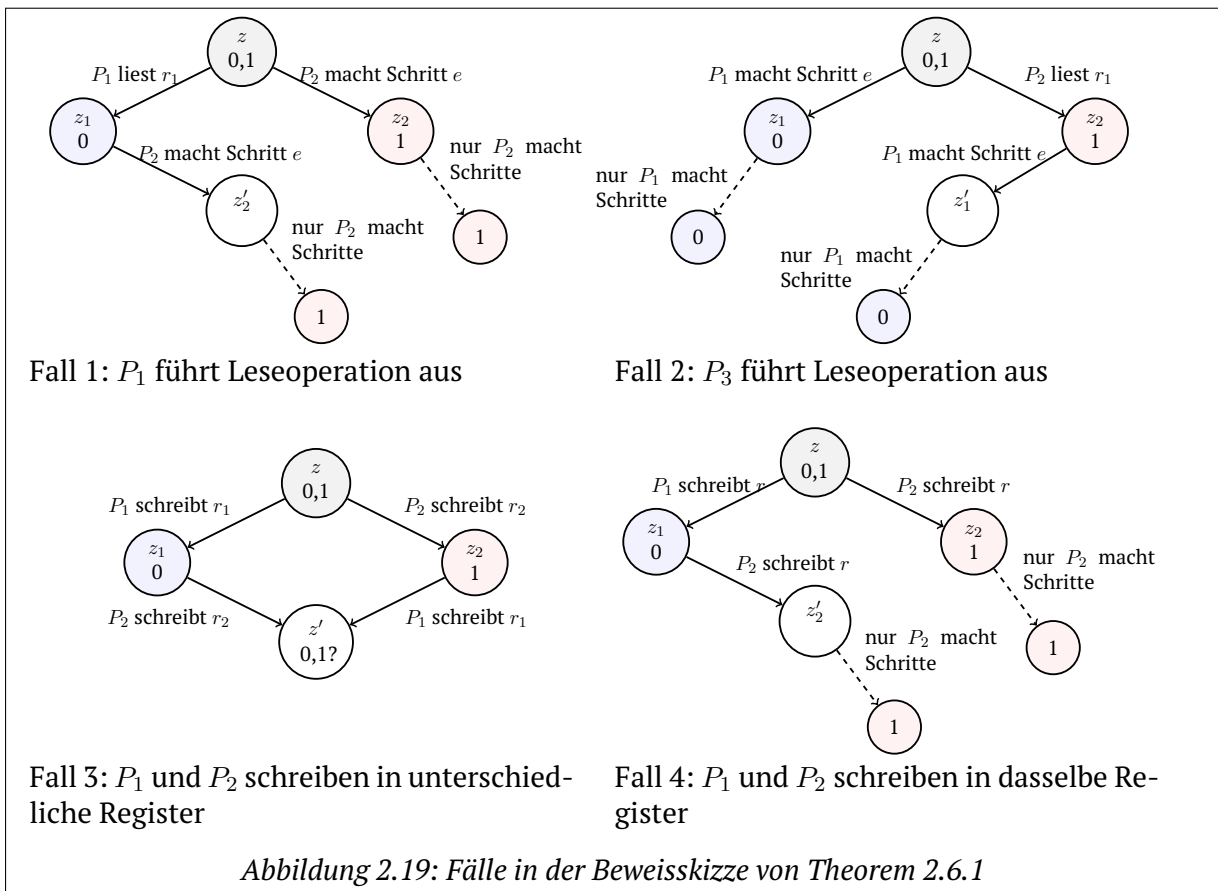 z
0,1
P₁ liest r₁
P₂ macht Schritt e
z₁
0
z₂
1
P₂ macht Schritt e
nur P₂ macht
Schritte
z′₂
nur P₂ macht
Schritte
1
1
Fall 1: P₁ führt Leseoperation aus
z
0,1
P₁ macht Schritt e
P₂ liest r₁
z₁
0
z₂
1
P₁ macht Schritt e
nur P₁ macht
Schritte
z′₁
0
nur P₁ macht
Schritte
0
Fall 2: P₃ führt Leseoperation aus
z
0,1
P₁ schreibt r₁
P₂ schreibt r₂
z₁
0
z₂
1
P₂ schreibt r₂
P₁ schreibt r₁
z′
0,1?
Fall 3: P₁ und P₂ schreiben in unterschied-
liche Register
z
0,1
P₁ schreibt r
P₂ schreibt r
z₁
0
z₂
1
P₂ schreibt r
nur P₂ macht
Schritte
z′₂
nur P₂ macht
Schritte
1
1
Fall 4: P₁ und P₂ schreiben in dasselbe Re-
gister
Abbildung 2.19: Fälle in der Beweisskizze von Theorem 2.6.1